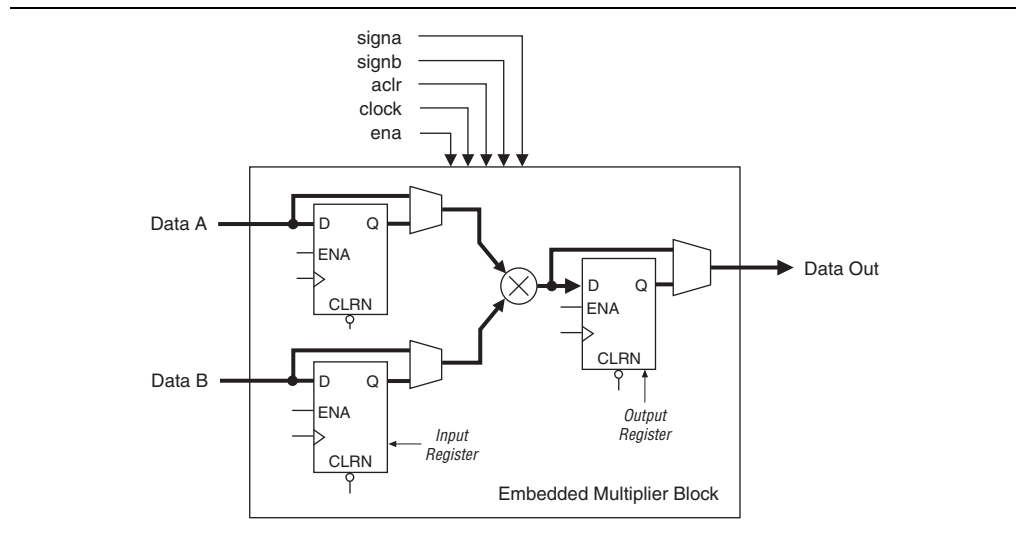 signa
signb
aclr
clock
ena
Data A
D Q
ENA
CLRN
Data B
D Q
ENA
CLRN
Input
Register
D Q
ENA
CLRN
Output
Register
Data Out
Embedded Multiplier Block